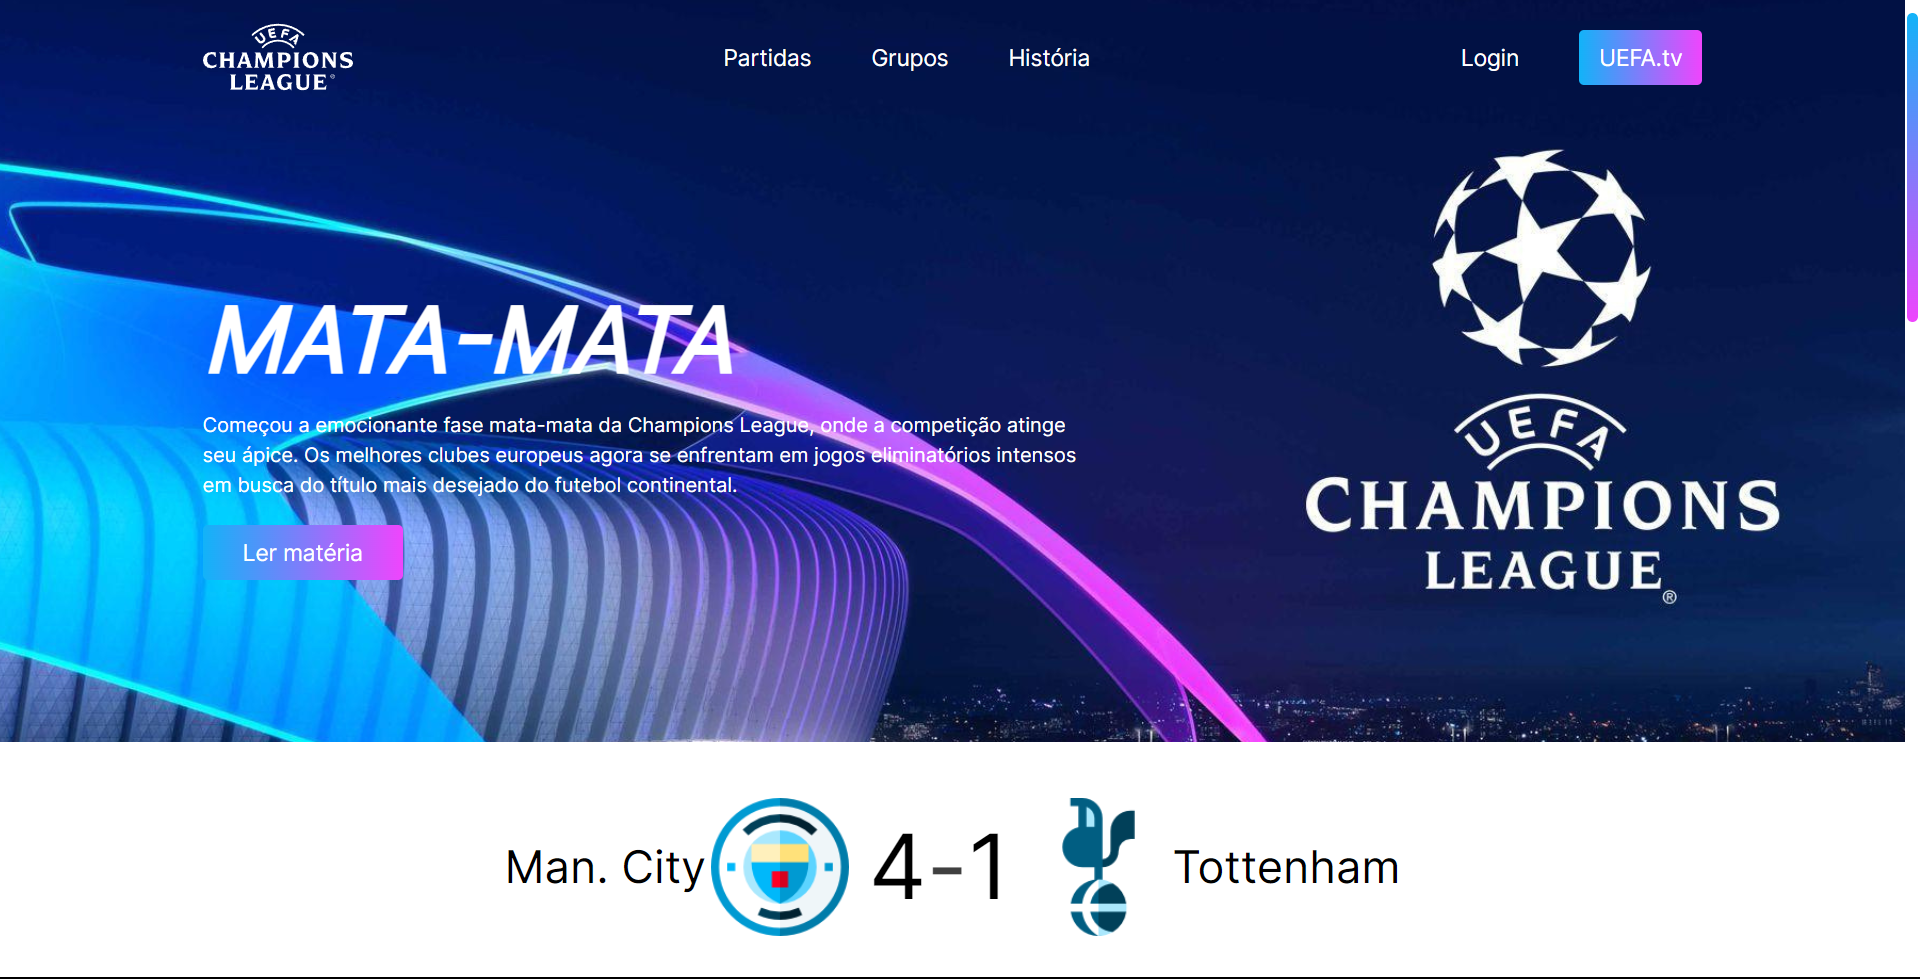 UEFA
CHAMPIONS
LEAGUE®
Partidas
Grupos
História
Login
UEFA.tv
UEFA
CHAMPIONS
LEAGUE®
MATA-MATA
Começou a emocionante fase mata-mata da Champions League, onde a competição atinge
seu ápice. Os melhores clubes europeus agora se enfrentam em jogos eliminatórios intensos
em busca do título mais desejado do futebol continental.
Ler matéria
Man. City 4-1 Tottenham